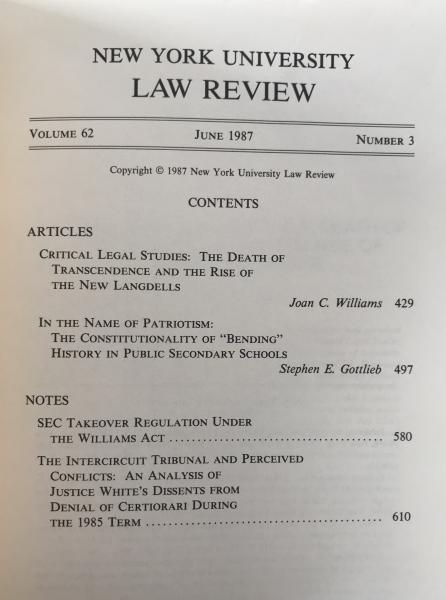 NEW YORK UNIVERSITY
LAW REVIEW
VOLUME 62 JUNE 1987 NUMBER 3
Copyright © 1987 New York University Law Review
CONTENTS
ARTICLES
CRITICAL LEGAL STUDIES: THE DEATH OF
TRANSCENDENCE AND THE RISE OF
THE NEW LANGDELLS
Joan C. Williams 429
IN THE NAME OF PATRIOTISM:
THE CONSTITUTIONALITY OF “BENDING”
HISTORY IN PUBLIC SECONDARY SCHOOLS
Stephen E. Gottlieb 497
NOTES
SEC TAKEOVER REGULATION UNDER
THE WILLIAMS ACT ........................................ 580
THE INTERCIRCUIT TRIBUNAL AND PERCEIVED
CONFLICTS: AN ANALYSIS OF
JUSTICE WHITE'S DISSENTS FROM
DENIAL OF CERTIORARI DURING
THE 1985 TERM ............................................ 610